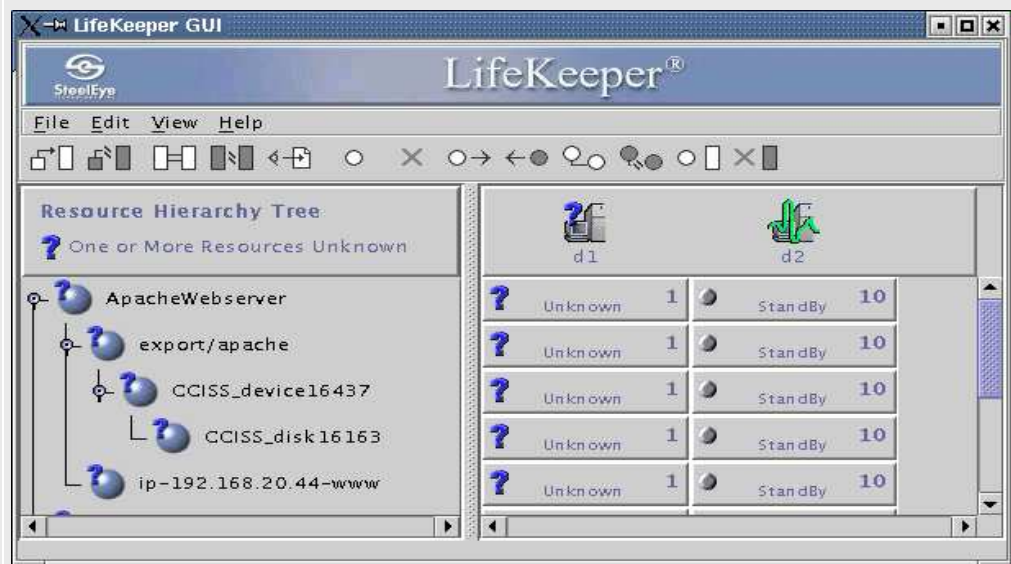 LifeKeeper GUI
SteelEye
LifeKeeper®
File Edit View Help
Resource Hierarchy Tree
? One or More Resources Unknown
d1 d2
ApacheWebserver
Unknown 1 StandBy 10
export/apache
Unknown 1 StandBy 10
CCISS_device16437
Unknown 1 StandBy 10
CCISS_disk16163
Unknown 1 StandBy 10
ip-192.168.20.44-www
Unknown 1 StandBy 10